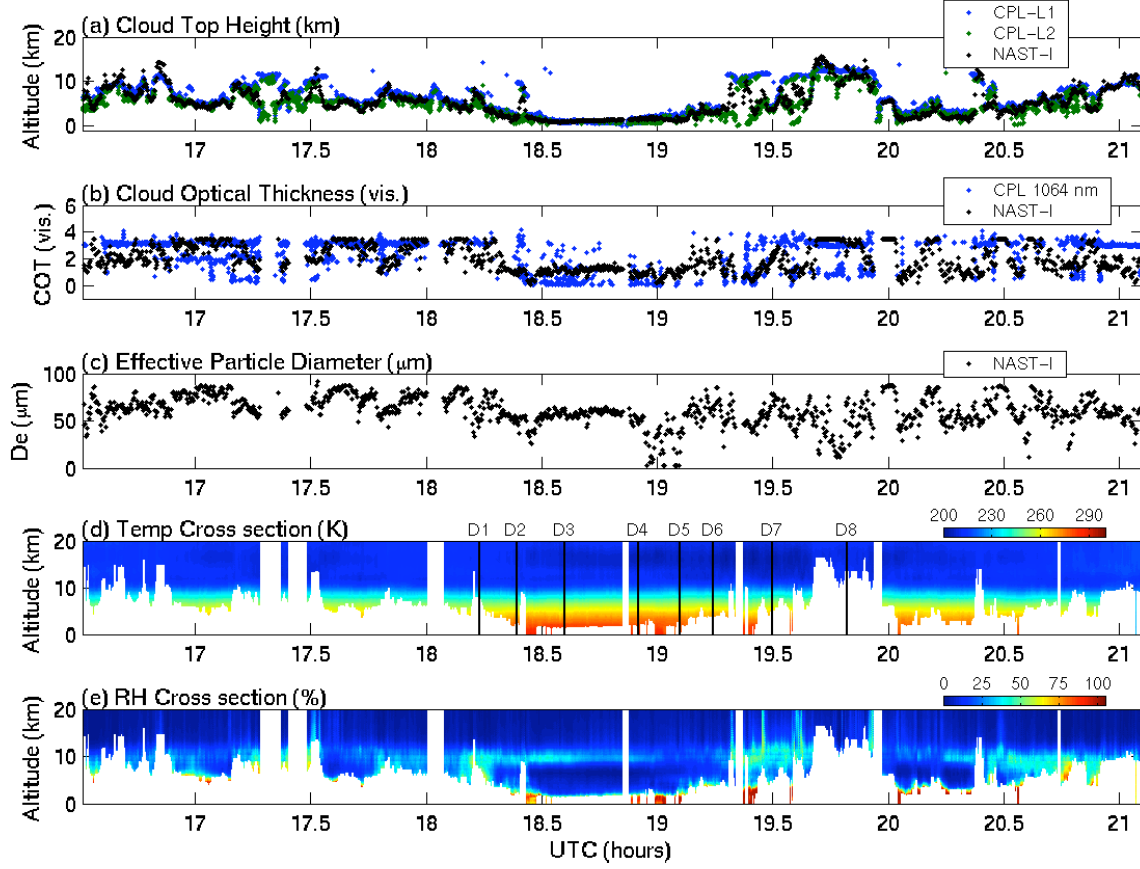 (a) Cloud Top Height (km)
CPL-L1
CPL-L2
NAST-I
Altitude (km)
20
10
0
17 17.5 18 18.5 19 19.5 20 20.5 21
(b) Cloud Optical Thickness (vis.)
CPL 1064 nm
NAST-I
COT (vis.)
6
4
2
0
17 17.5 18 18.5 19 19.5 20 20.5 21
(c) Effective Particle Diameter (μm)
NAST-I
De (μm)
100
50
0
17 17.5 18 18.5 19 19.5 20 20.5 21
(d) Temp Cross section (K)
D1 D2 D3 D4 D5 D6 D7 D8
200 230 260 290
Altitude (km)
20
10
0
17 17.5 18 18.5 19 19.5 20 20.5 21
(e) RH Cross section (%)
0 25 50 75 100
Altitude (km)
20
10
0
17 17.5 18 18.5 19 19.5 20 20.5 21
UTC (hours)